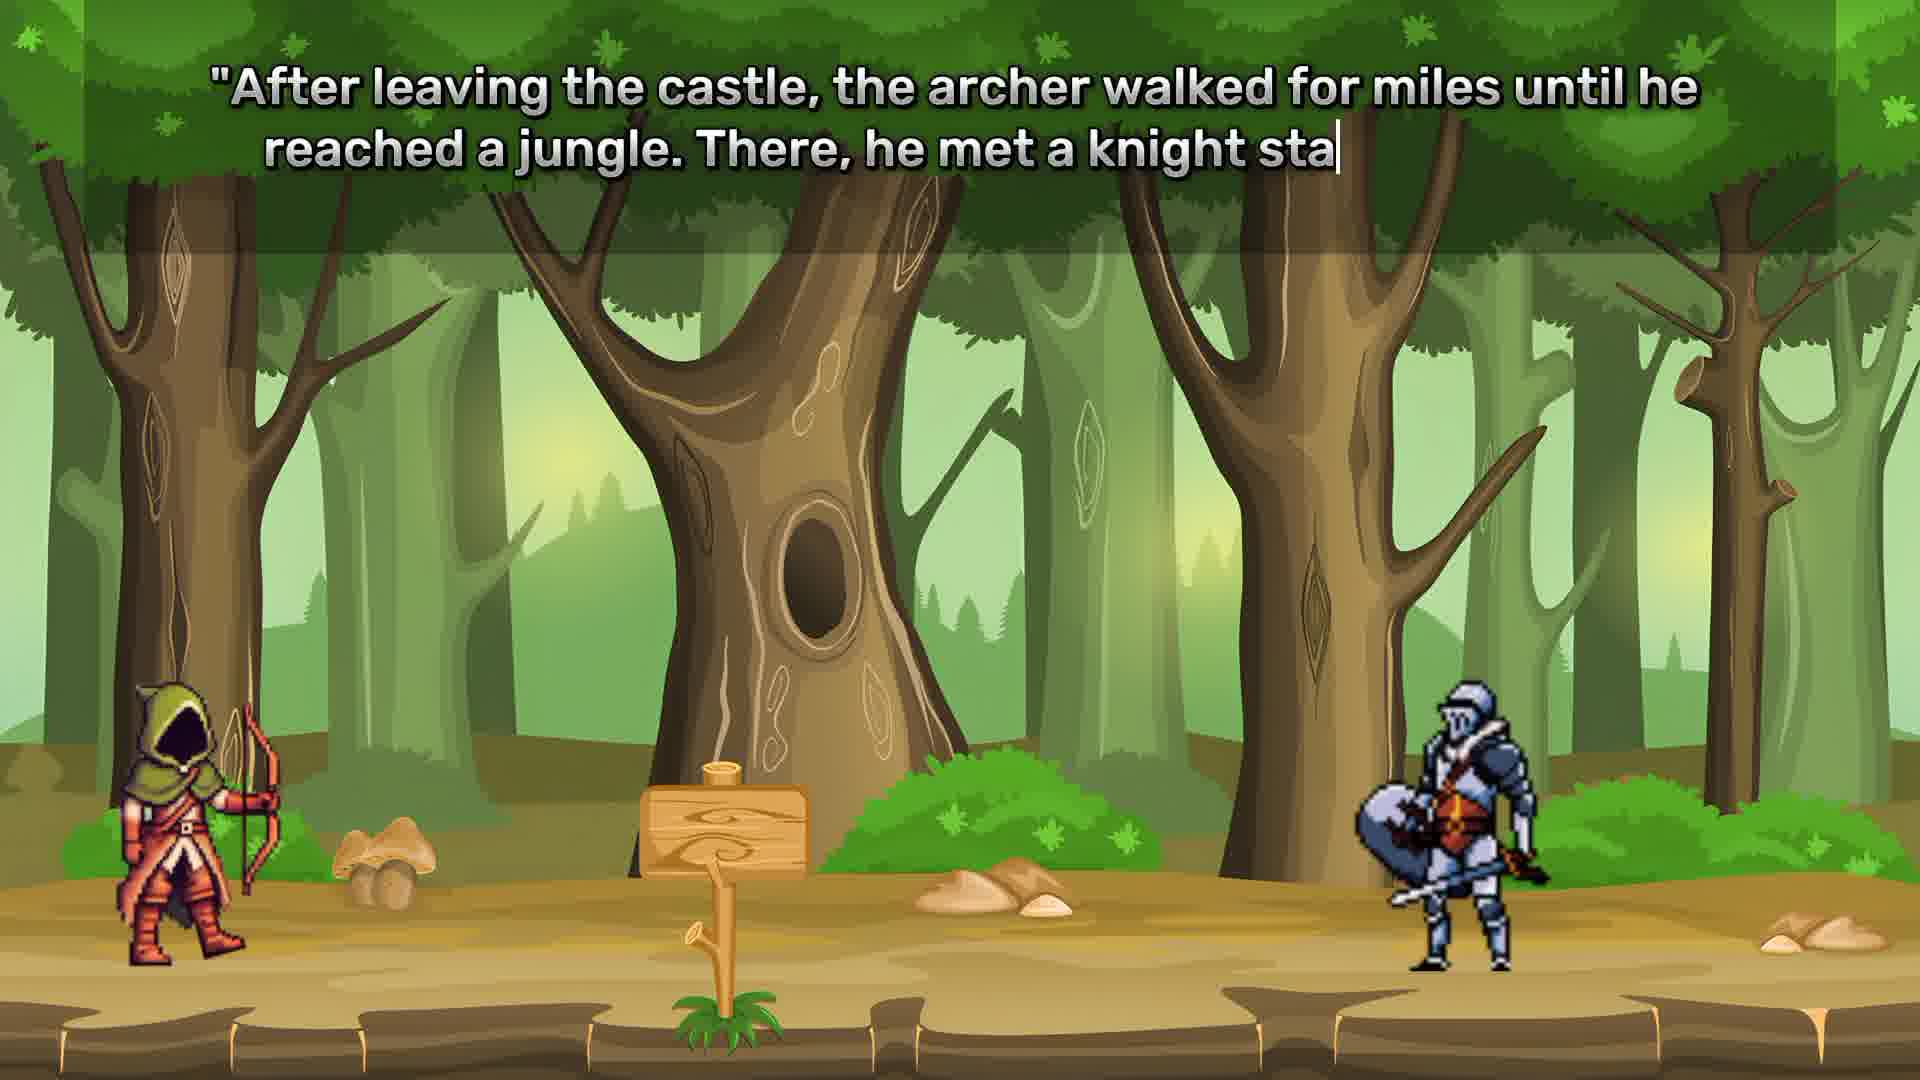 "After leaving the castle, the archer walked for miles until he
reached a jungle. There, he met a knight sta